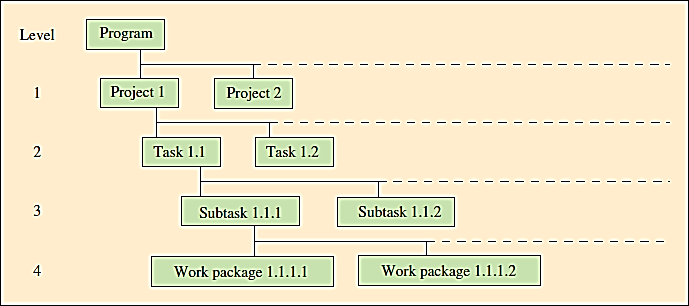 Level Program
1 Project 1 Project 2
2 Task 1.1 Task 1.2
3 Subtask 1.1.1 Subtask 1.1.2
4 Work package 1.1.1.1 Work package 1.1.1.2